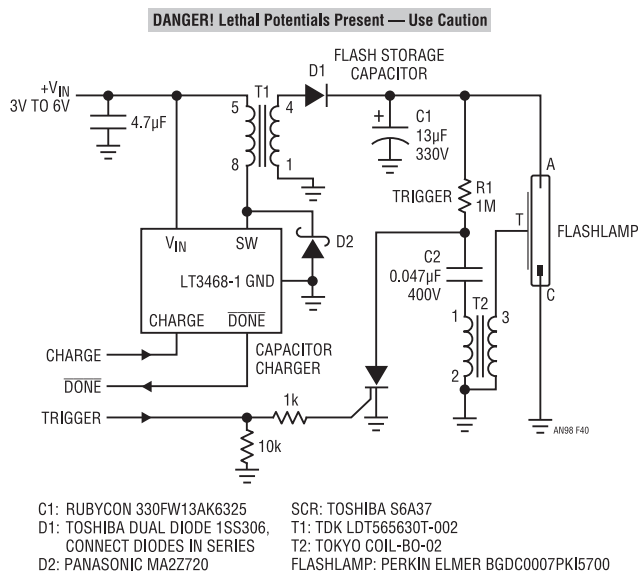 DANGER! Lethal Potentials Present — Use Caution
FLASH STORAGE
CAPACITOR
D1
T1
+VIN
3V TO 6V
4.7µF
5
4
8
1
+
C1
13µF
330V
A
TRIGGER
R1
1M
T
FLASHLAMP
D2
VIN
SW
LT3468-1
GND
C2
0.047µF
400V
T2
C
1
3
2
CHARGE
DONE
CAPACITOR
CHARGER
CHARGE
DONE
TRIGGER
1k
10k
AN98 F40
C1: RUBYCON 330FW13AK6325
D1: TOSHIBA DUAL DIODE 1SS306,
CONNECT DIODES IN SERIES
D2: PANASONIC MA2Z720
SCR: TOSHIBA S6A37
T1: TDK LDT565630T-002
T2: TOKYO COIL-BO-02
FLASHLAMP: PERKIN ELMER BGDC0007PKI5700